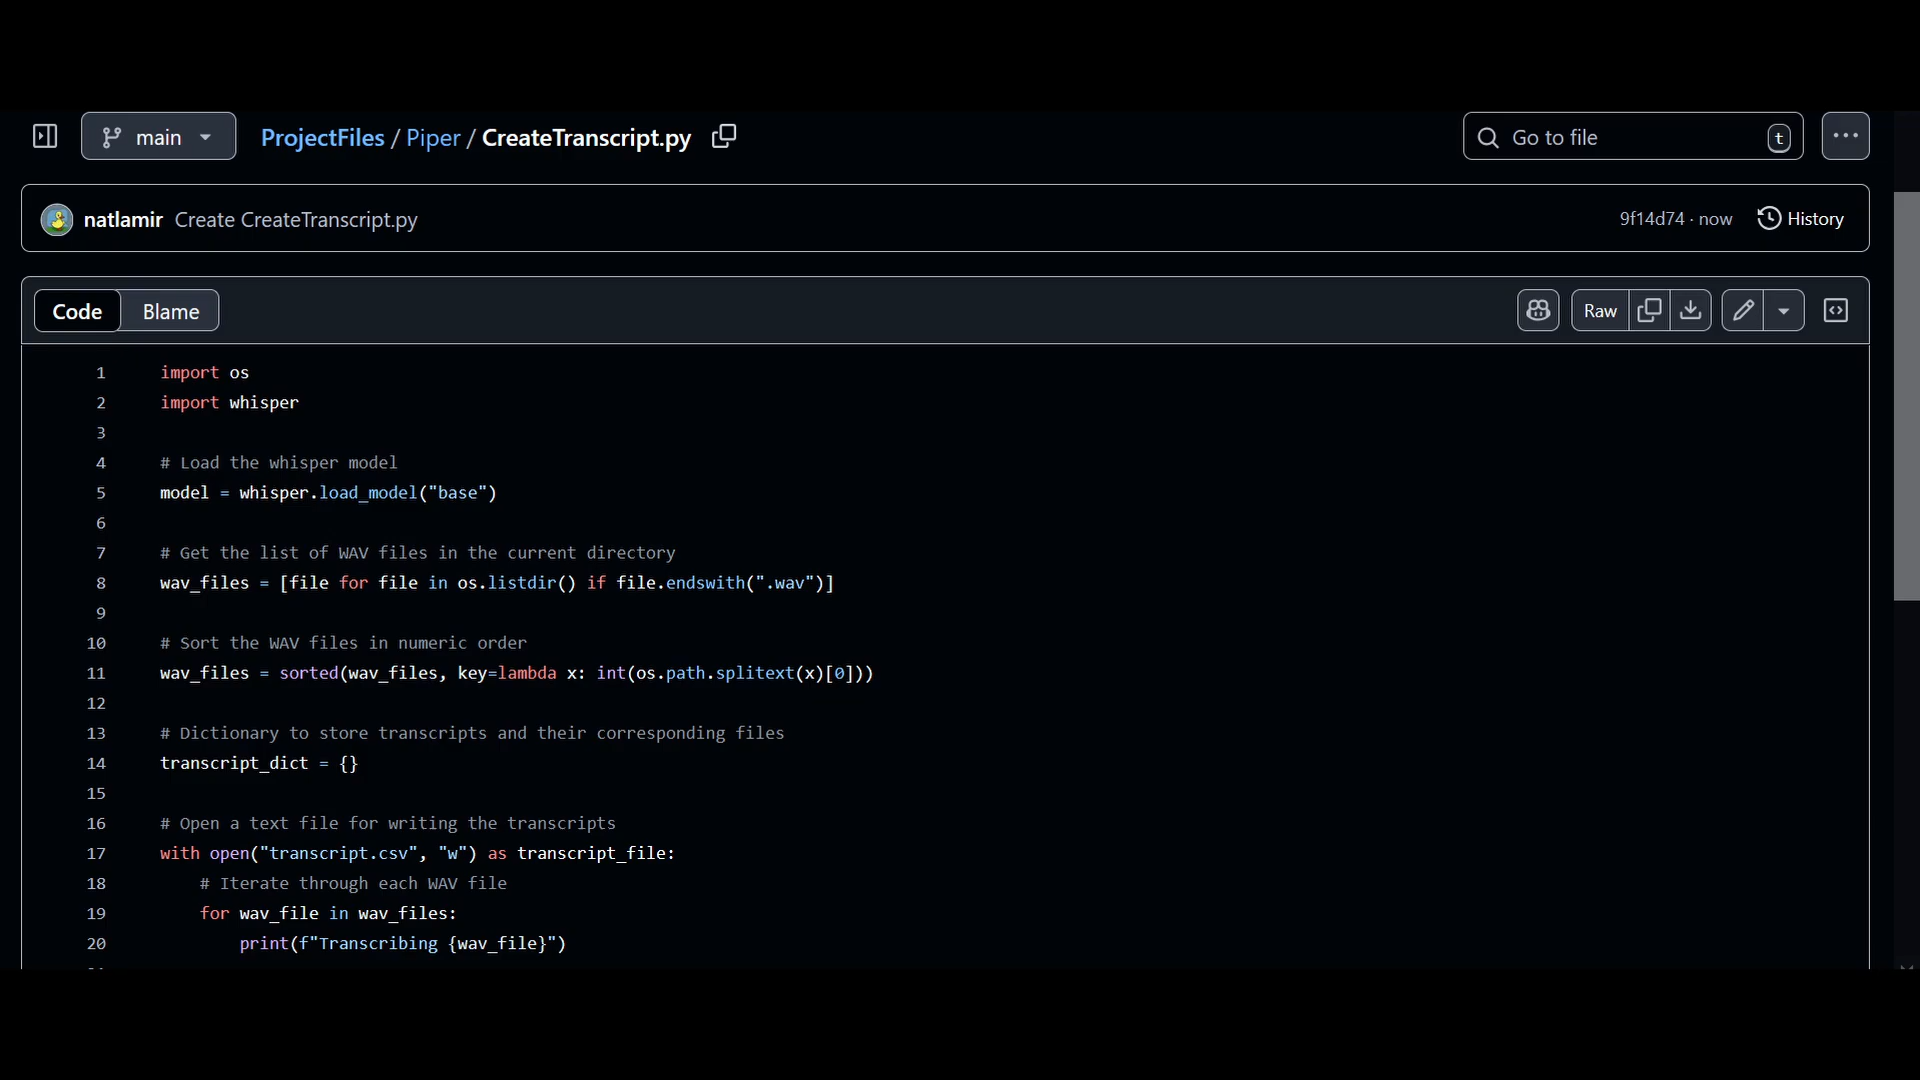 main
ProjectFiles / Piper / CreateTranscript.py
Go to file
t
natlamir Create CreateTranscript.py
9f14d74 · now
History
Code
Blame
Raw
1 import os
2 import whisper
3
4 # Load the whisper model
5 model = whisper.load_model("base")
6
7 # Get the list of WAV files in the current directory
8 wav_files = [file for file in os.listdir() if file.endswith(".wav")]
9
10 # Sort the WAV files in numeric order
11 wav_files = sorted(wav_files, key=lambda x: int(os.path.splitext(x)[0]))
12
13 # Dictionary to store transcripts and their corresponding files
14 transcript_dict = {}
15
16 # Open a text file for writing the transcripts
17 with open("transcript.csv", "w") as transcript_file:
18     # Iterate through each WAV file
19     for wav_file in wav_files:
20         print(f"Transcribing {wav_file}")